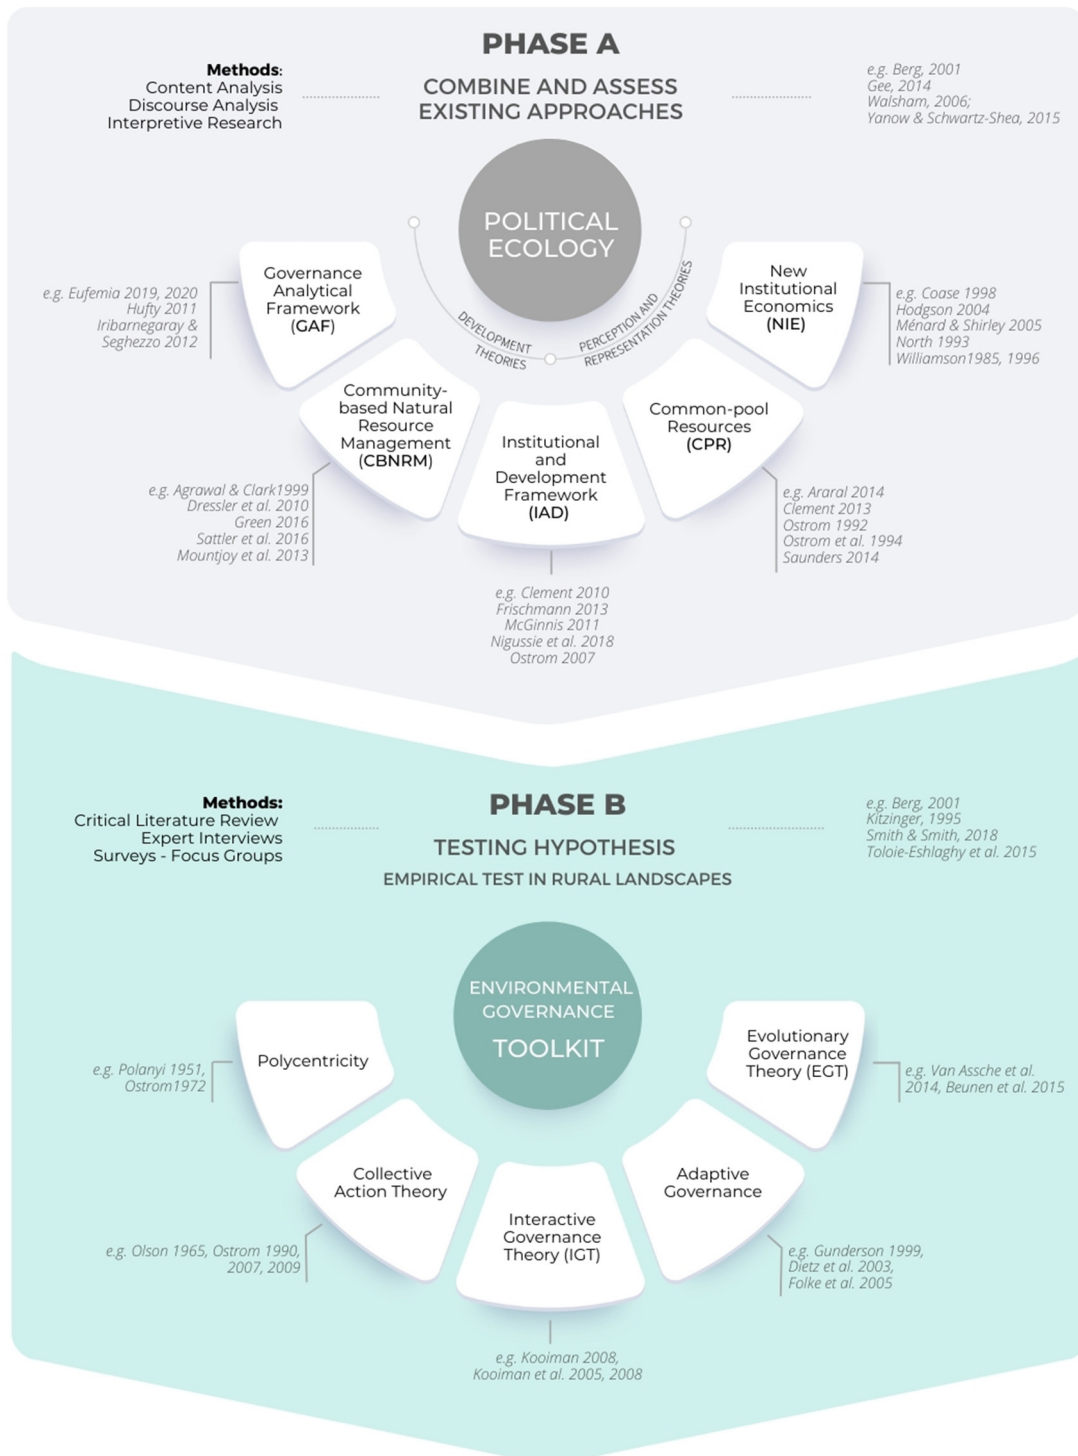 PHASE A
COMBINE AND ASSESS
EXISTING APPROACHES
Methods:
Content Analysis
Discourse Analysis
Interpretive Research
e.g. Berg, 2001
Gee, 2014
Walsham, 2006;
Yanow & Schwartz-Shea, 2015
POLITICAL
ECOLOGY
DEVELOPMENT
THEORIES
PERCEPTION AND
REPRESENTATION THEORIES
Governance
Analytical
Framework
(GAF)
e.g. Eufemia 2019, 2020
Hufty 2011
Iribarnegaray &
Seghezzo 2012
Community-
based Natural
Resource
Management
(CBNRM)
e.g. Agrawal & Clark1999
Dressler et al. 2010
Green 2016
Sattler et al. 2016
Mountjoy et al. 2013
Institutional
and
Development
Framework
(IAD)
e.g. Clement 2010
Frischmann 2013
McGinnis 2011
Nigussie et al. 2018
Ostrom 2007
Common-pool
Resources
(CPR)
e.g. Araral 2014
Clement 2013
Ostrom 1992
Ostrom et al. 1994
Saunders 2014
New
Institutional
Economics
(NIE)
e.g. Coase 1998
Hodgson 2004
Ménard & Shirley 2005
North 1993
Williamson1985, 1996
PHASE B
TESTING HYPOTHESIS
EMPIRICAL TEST IN RURAL LANDSCAPES
Methods:
Critical Literature Review
Expert Interviews
Surveys - Focus Groups
e.g. Berg, 2001
Kitzinger, 1995
Smith & Smith, 2018
Toloie-Eshlaghy et al. 2015
ENVIRONMENTAL
GOVERNANCE
TOOLKIT
Polycentricity
e.g. Polanyi 1951,
Ostrom1972
Collective
Action Theory
e.g. Olson 1965, Ostrom 1990,
2007, 2009
Interactive
Governance
Theory (IGT)
e.g. Kooiman 2008,
Kooiman et al. 2005, 2008
Adaptive
Governance
e.g. Gunderson 1999,
Dietz et al. 2003,
Folke et al. 2005
Evolutionary
Governance
Theory (EGT)
e.g. Van Assche et al.
2014, Beunen et al. 2015